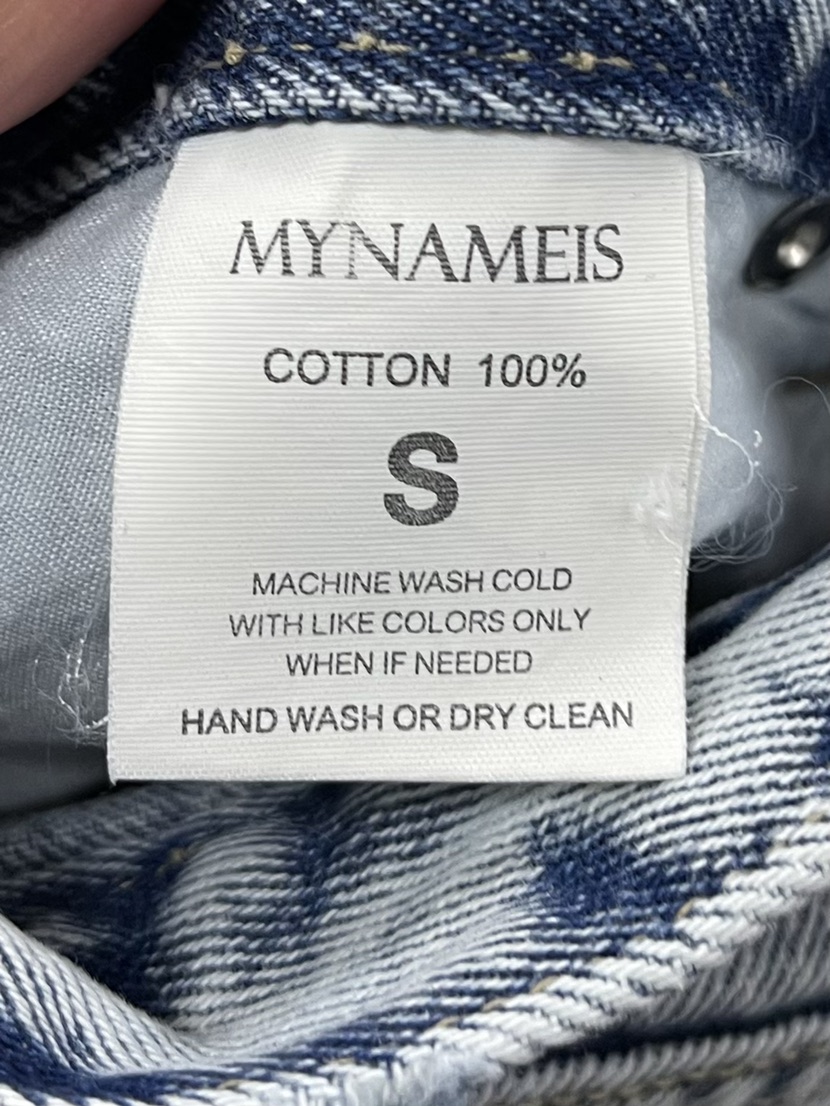 MYNAMEIS
COTTON 100%
S
MACHINE WASH COLD
WITH LIKE COLORS ONLY
WHEN IF NEEDED
HAND WASH OR DRY CLEAN